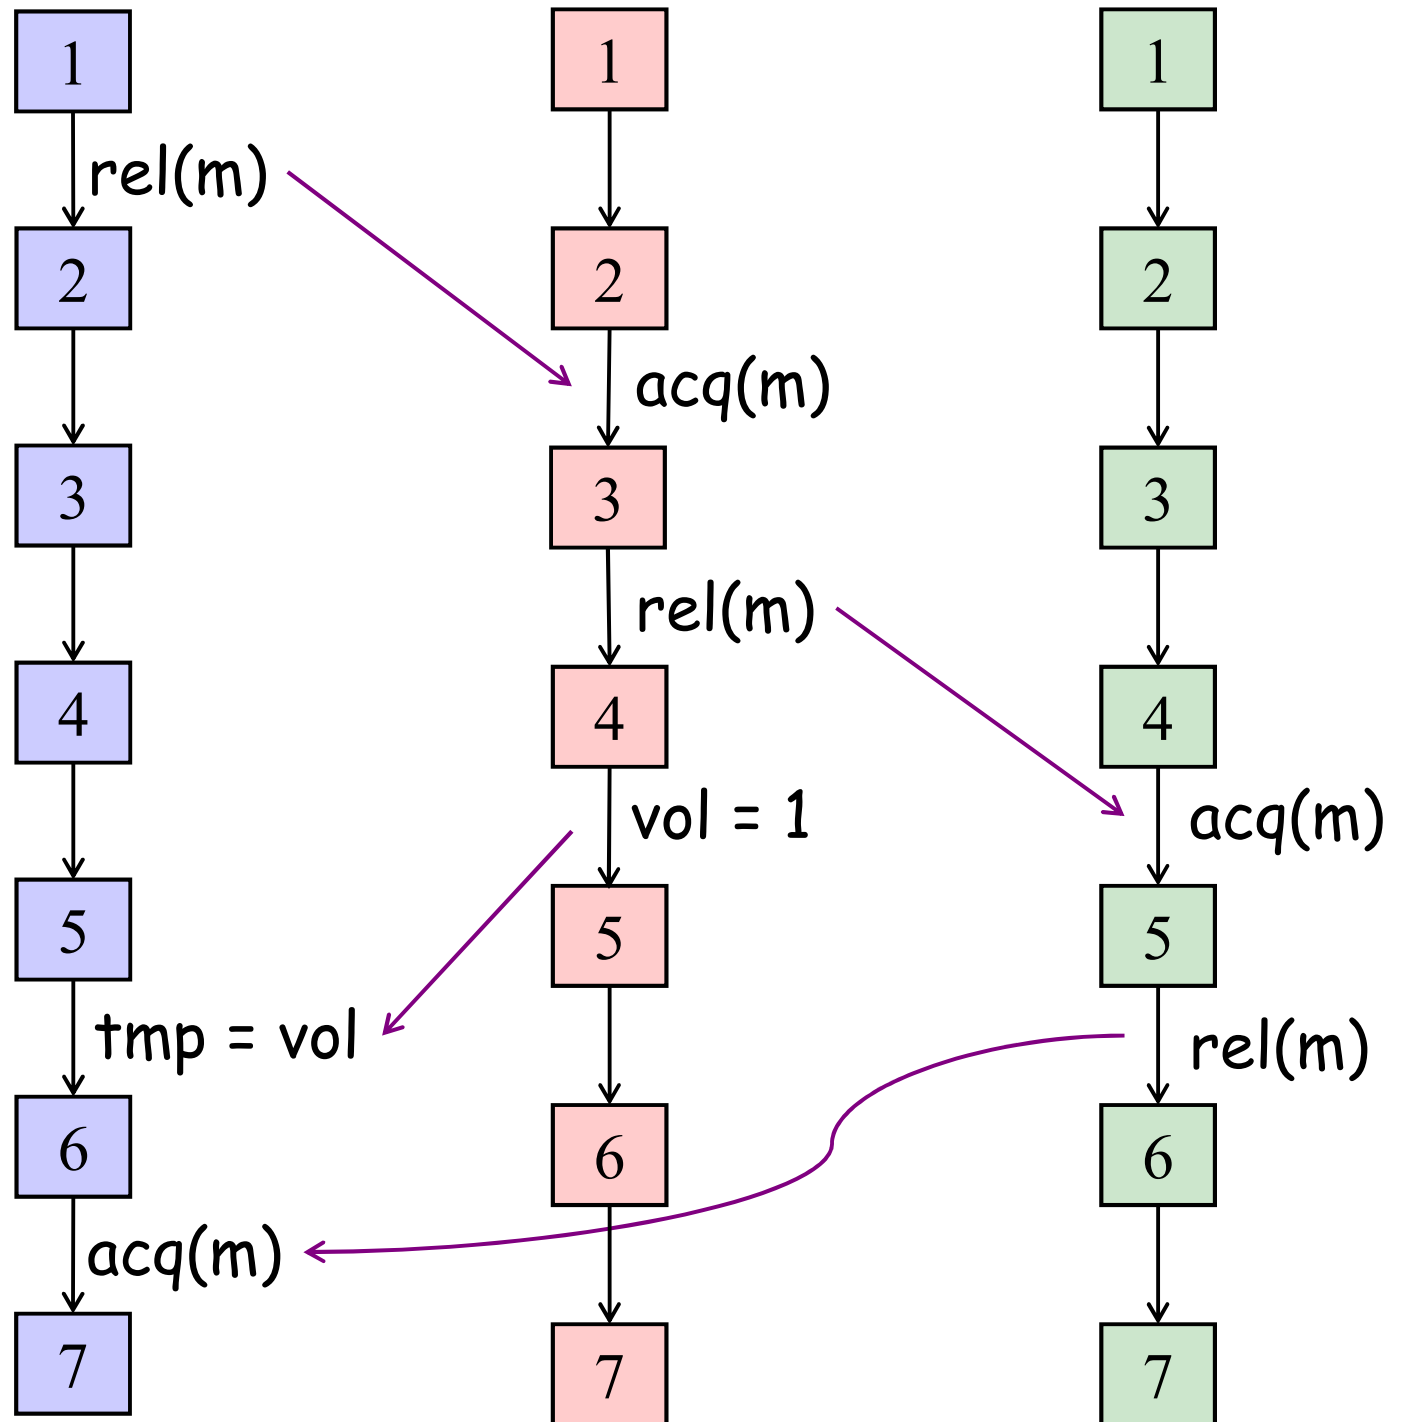 1 1 1
rel(m)
2 2 2
acq(m)
3 3 3
rel(m)
4 4 4
vol = 1 acq(m)
5 5 5
tmp = vol rel(m)
6 6 6
acq(m)
7 7 7